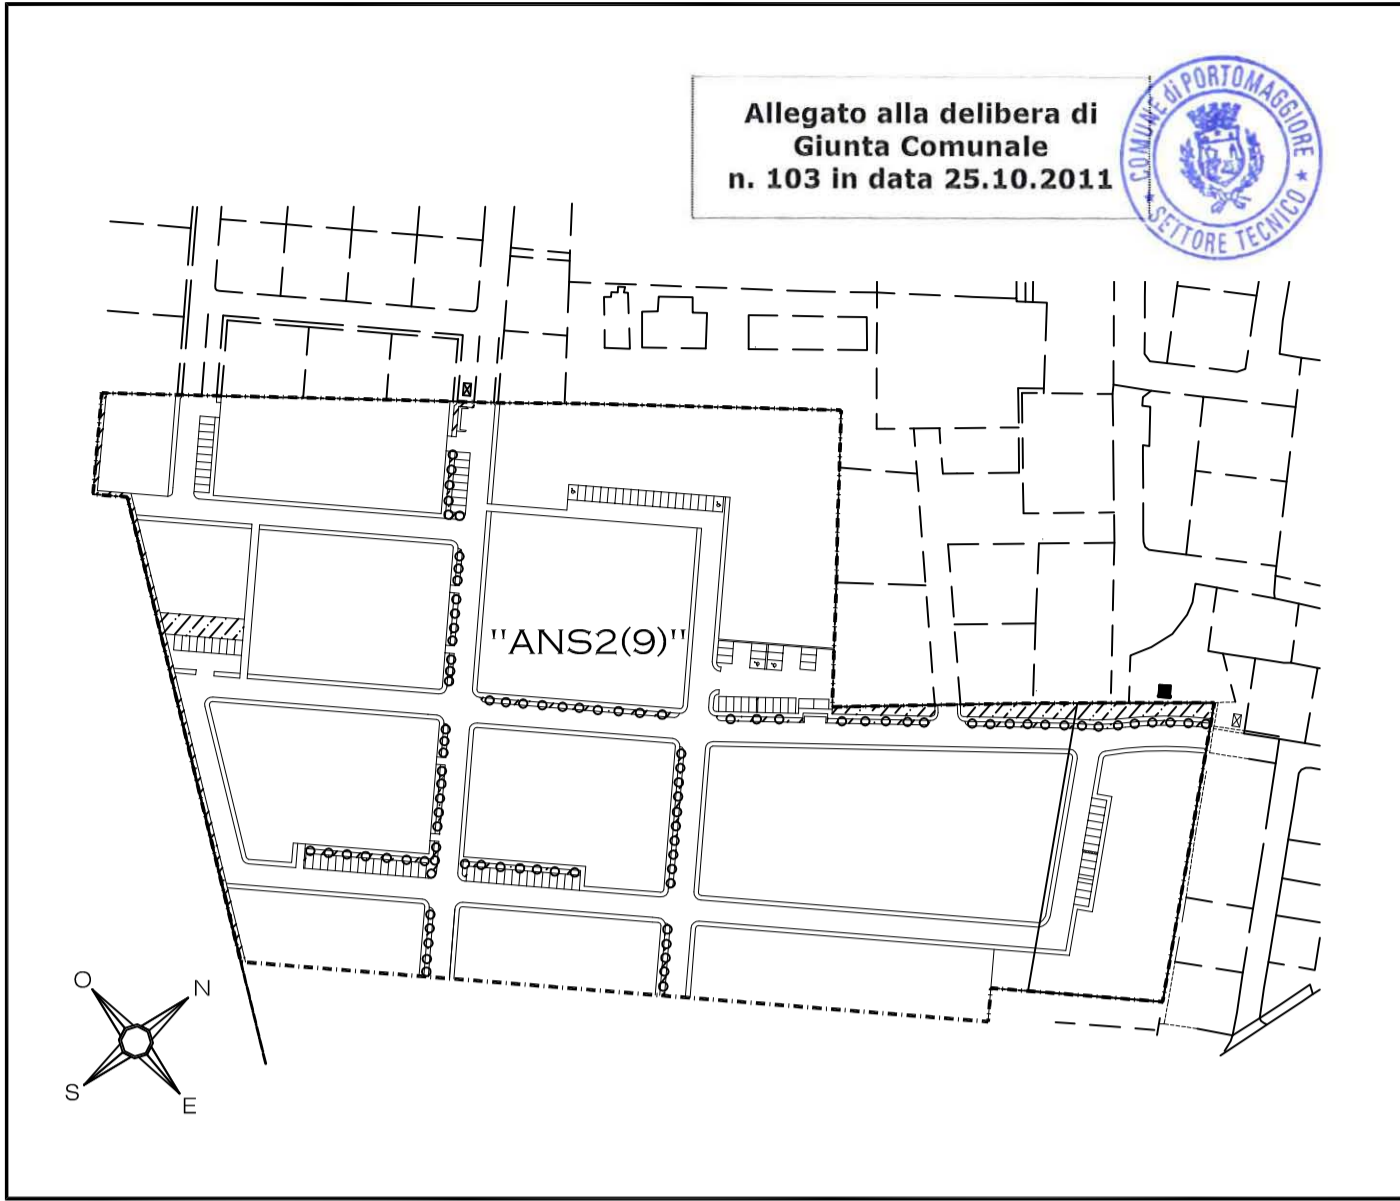 Allegato alla delibera di
Giunta Comunale
n. 103 in data 25.10.2011
COMUNE di PORTOMAGGIORE
★ SETTORE TECNICO ★
"ANS2(9)"
O
N
S
E